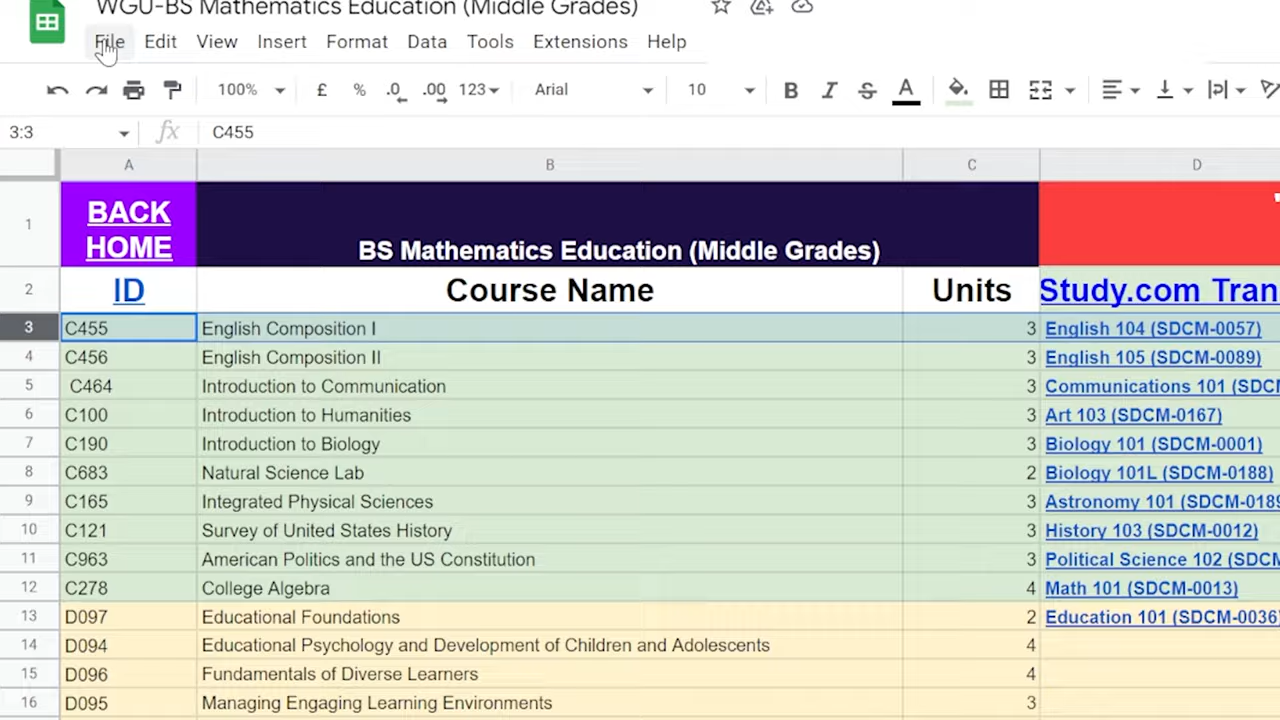 WGU-BS Mathematics Education (Middle Grades)
File Edit View Insert Format Data Tools Extensions Help
100% £ % .0 .00 123 Arial 10 B I S A
3:3 fx C455
A B C D
1 BACK HOME BS Mathematics Education (Middle Grades)
2 ID Course Name Units Study.com Tran
3 C455 English Composition I 3 English 104 (SDCM-0057)
4 C456 English Composition II 3 English 105 (SDCM-0089)
5 C464 Introduction to Communication 3 Communications 101 (SDCM
6 C100 Introduction to Humanities 3 Art 103 (SDCM-0167)
7 C190 Introduction to Biology 3 Biology 101 (SDCM-0001)
8 C683 Natural Science Lab 2 Biology 101L (SDCM-0188)
9 C165 Integrated Physical Sciences 3 Astronomy 101 (SDCM-0189
10 C121 Survey of United States History 3 History 103 (SDCM-0012)
11 C963 American Politics and the US Constitution 3 Political Science 102 (SDC
12 C278 College Algebra 4 Math 101 (SDCM-0013)
13 D097 Educational Foundations 2 Education 101 (SDCM-0036)
14 D094 Educational Psychology and Development of Children and Adolescents 4
15 D096 Fundamentals of Diverse Learners 4
16 D095 Managing Engaging Learning Environments 3